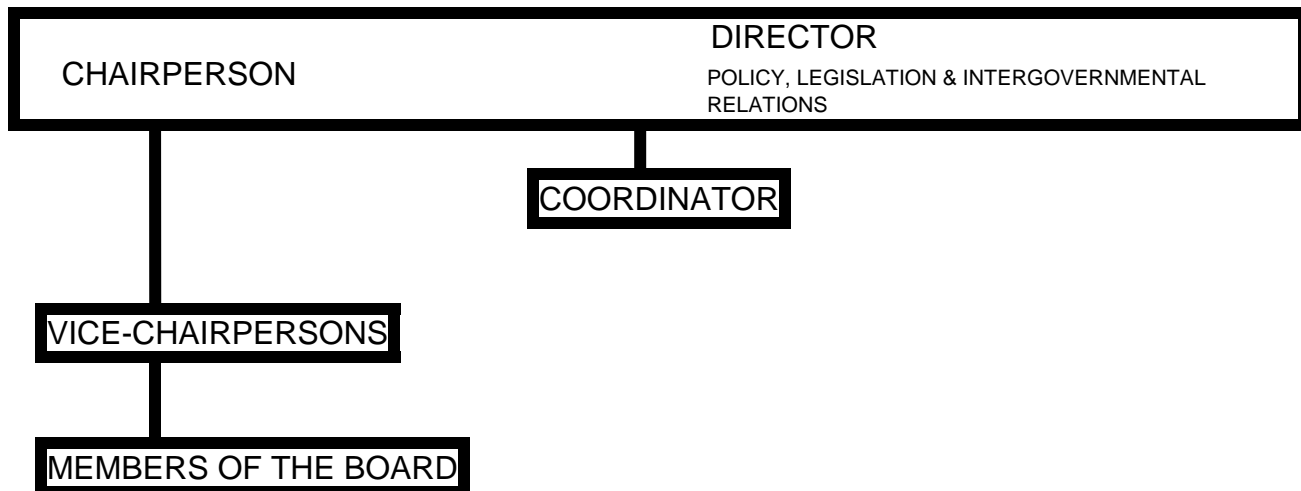 CHAIRPERSON
DIRECTOR
POLICY, LEGISLATION & INTERGOVERNMENTAL
RELATIONS
COORDINATOR
VICE-CHAIRPERSONS
MEMBERS OF THE BOARD